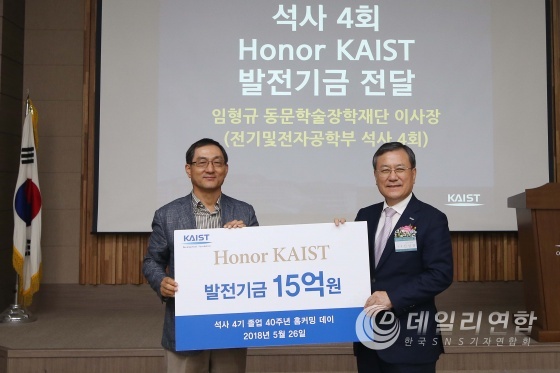 석사 4회
Honor KAIST
발전기금 전달
임형규 동문학술장학재단 이사장
(전기및전자공학부 석사 4회)
KAIST
KAIST
Honor KAIST
발전기금 15억원
석사 4기 졸업 40주년 홈커밍 데이
2018년 5월 26일
데일리연합
한국SNS기자연합회